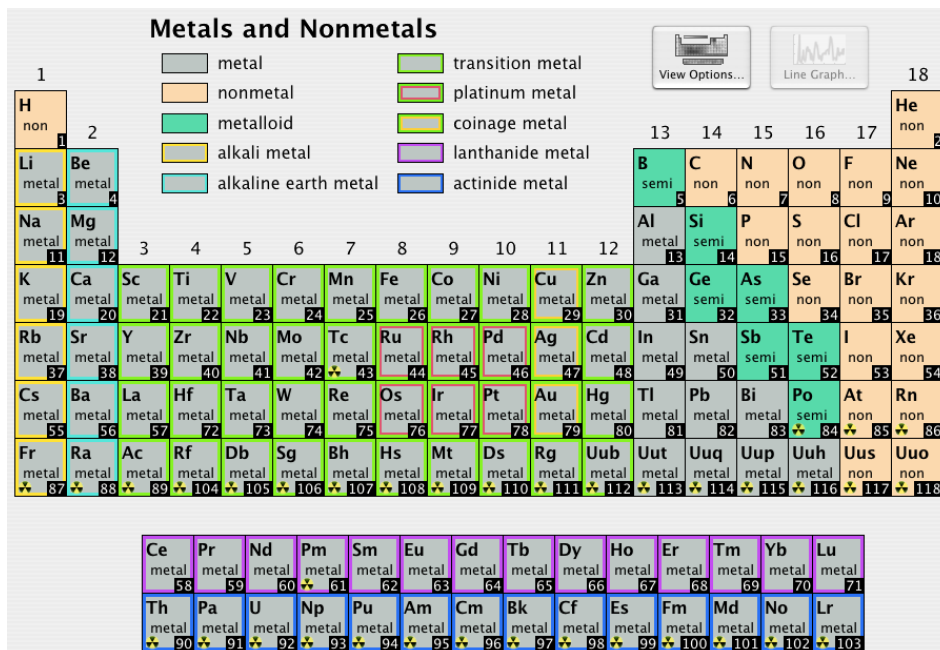 Metals and Nonmetals
metal
transition metal
nonmetal
platinum metal
metalloid
coinage metal
alkali metal
lanthanide metal
alkaline earth metal
actinide metal
View Options...
Line Graph...
1 18
H He
non non
1 2
2 13 14 15 16 17
Li Be B C N O F Ne
metal metal semi non non non non non
3 4 5 6 7 8 9 10
Na Mg Al Si P S Cl Ar
metal metal metal semi non non non non
11 12 13 14 15 16 17 18
3 4 5 6 7 8 9 10 11 12
K Ca Sc Ti V Cr Mn Fe Co Ni Cu Zn Ga Ge As Se Br Kr
metal metal metal metal metal metal metal metal metal metal metal metal metal semi semi non non non
19 20 21 22 23 24 25 26 27 28 29 30 31 32 33 34 35 36
Rb Sr Y Zr Nb Mo Tc Ru Rh Pd Ag Cd In Sn Sb Te I Xe
metal metal metal metal metal metal metal metal metal metal metal metal metal metal semi semi non non
37 38 39 40 41 42 43 44 45 46 47 48 49 50 51 52 53 54
Cs Ba La Hf Ta W Re Os Ir Pt Au Hg Tl Pb Bi Po At Rn
metal metal metal metal metal metal metal metal metal metal metal metal metal metal metal semi non non
55 56 57 72 73 74 75 76 77 78 79 80 81 82 83 84 85 86
Fr Ra Ac Rf Db Sg Bh Hs Mt Ds Rg Uub Uut Uuq Uup Uuh Uus Uuo
metal metal metal metal metal metal metal metal metal metal metal metal metal metal metal metal non non
87 88 89 104 105 106 107 108 109 110 111 112 113 114 115 116 117 118
Ce Pr Nd Pm Sm Eu Gd Tb Dy Ho Er Tm Yb Lu
metal metal metal metal metal metal metal metal metal metal metal metal metal metal
58 59 60 61 62 63 64 65 66 67 68 69 70 71
Th Pa U Np Pu Am Cm Bk Cf Es Fm Md No Lr
metal metal metal metal metal metal metal metal metal metal metal metal metal metal
90 91 92 93 94 95 96 97 98 99 100 101 102 103